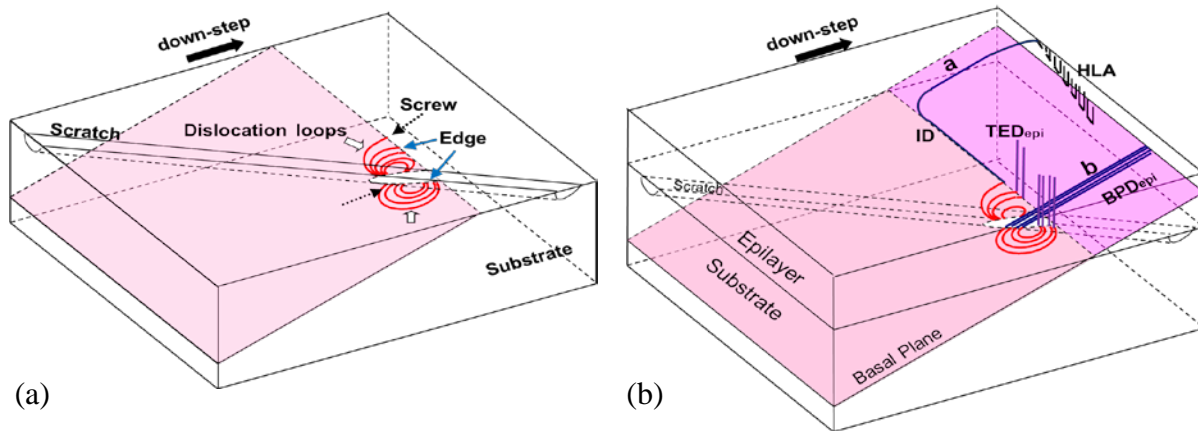 down-step
Scratch
Dislocation loops
Screw
Edge
Substrate
(a)
down-step
a
HLA
ID
TEDepi
b
BPDepi
Scratch
Epilayer
Substrate
Basal Plane
(b)